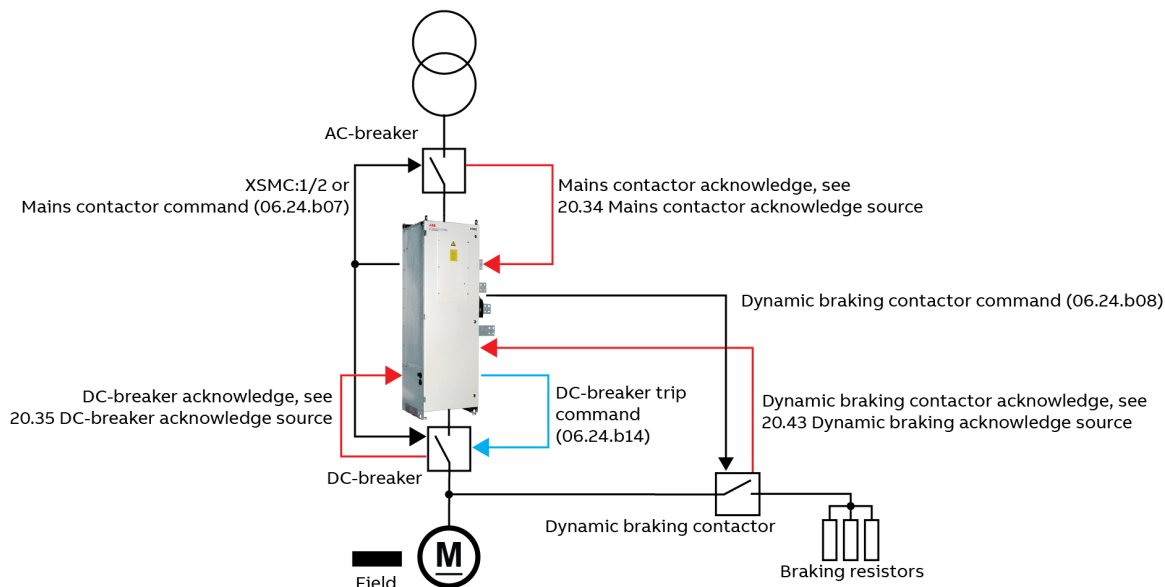 AC-breaker
XSMC:1/2 or
Mains contactor command (06.24.b07)
Mains contactor acknowledge, see
20.34 Mains contactor acknowledge source
ABB
Dynamic braking contactor command (06.24.b08)
DC-breaker acknowledge, see
20.35 DC-breaker acknowledge source
DC-breaker trip
command
(06.24.b14)
Dynamic braking contactor acknowledge, see
20.43 Dynamic braking acknowledge source
DC-breaker
Dynamic braking contactor
M
Field
Braking resistors